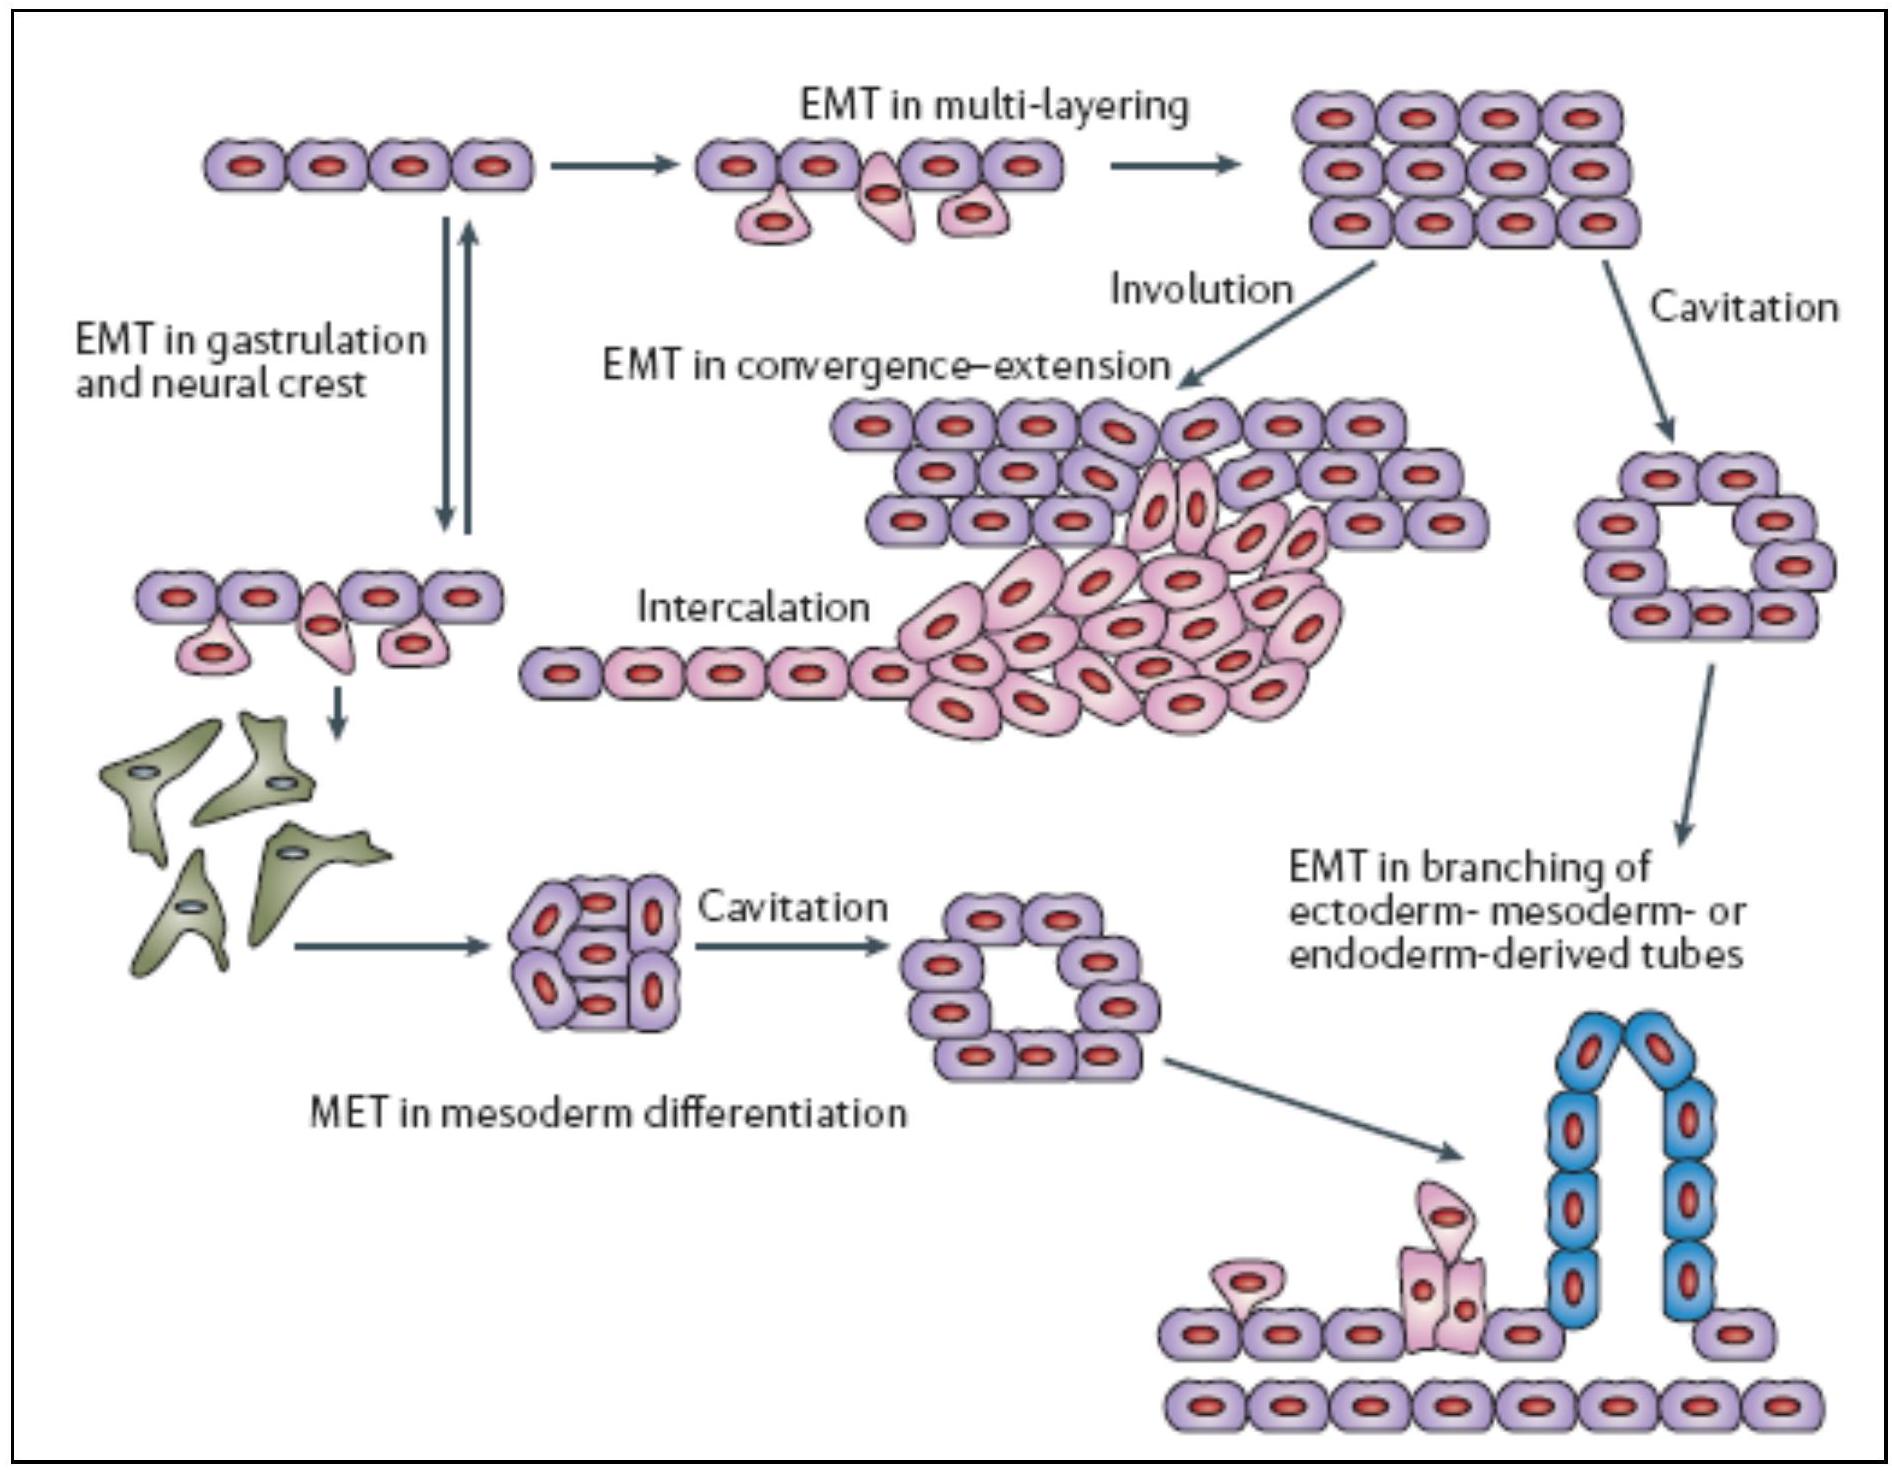 EMT in multi-layering
Involution
Cavitation
EMT in gastrulation
and neural crest
EMT in convergence–extension
Intercalation
EMT in branching of
ectoderm- mesoderm- or
endoderm-derived tubes
Cavitation
MET in mesoderm differentiation